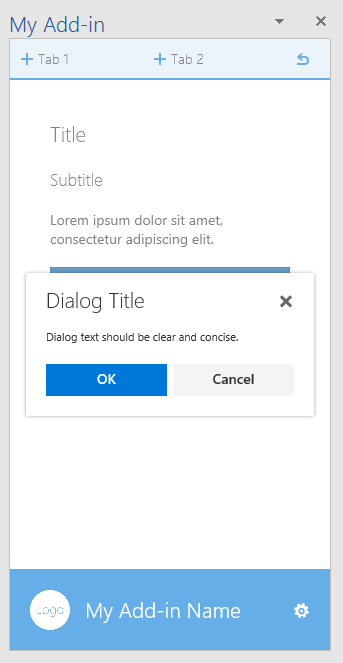 My Add-in
Tab 1
Tab 2
Title
Subtitle
Lorem ipsum dolor sit amet,
consectetur adipiscing elit.
Dialog Title
Dialog text should be clear and concise.
OK
Cancel
Logo
My Add-in Name